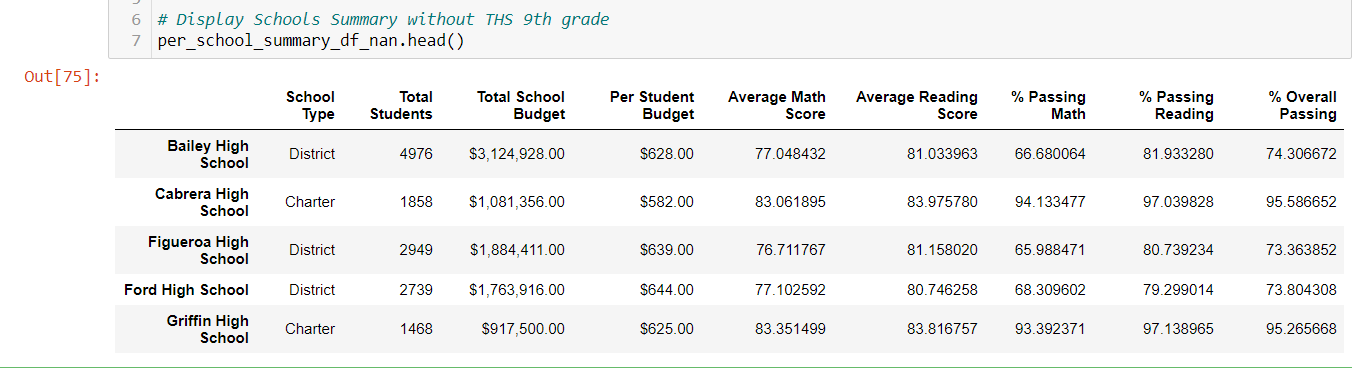 6 # Display Schools Summary without THS 9th grade
7 per_school_summary_df_nan.head()
Out[75]:
School Type Total Students Total School Budget Per Student Budget Average Math Score Average Reading Score % Passing Math % Passing Reading % Overall Passing
Bailey High School District 4976 $3,124,928.00 $628.00 77.048432 81.033963 66.680064 81.933280 74.306672
Cabrera High School Charter 1858 $1,081,356.00 $582.00 83.061895 83.975780 94.133477 97.039828 95.586652
Figueroa High School District 2949 $1,884,411.00 $639.00 76.711767 81.158020 65.988471 80.739234 73.363852
Ford High School District 2739 $1,763,916.00 $644.00 77.102592 80.746258 68.309602 79.299014 73.804308
Griffin High School Charter 1468 $917,500.00 $625.00 83.351499 83.816757 93.392371 97.138965 95.265668